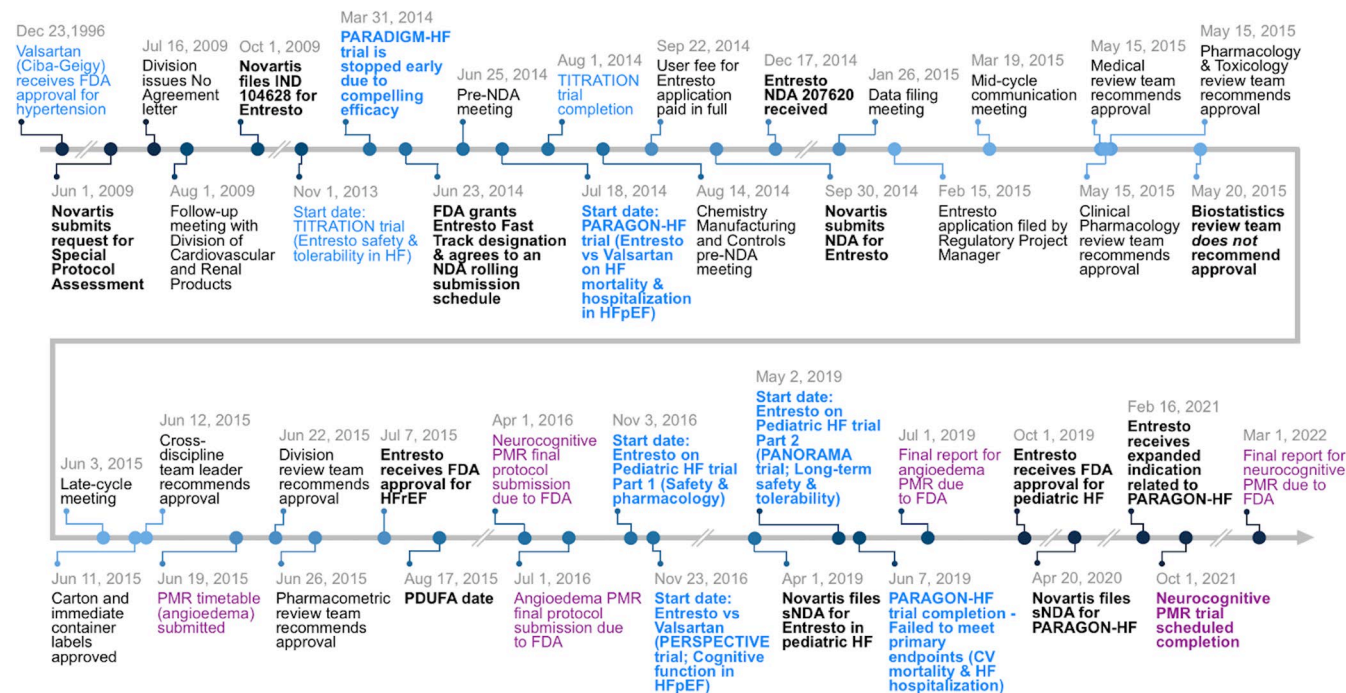 Dec 23,1996
Valsartan
(Ciba-Geigy)
receives FDA
approval for
hypertension
Jun 1, 2009
Novartis
submits
request for
Special
Protocol
Assessment
Jul 16, 2009
Division
issues No
Agreement
letter
Aug 1, 2009
Follow-up
meeting with
Division of
Cardiovascular
and Renal
Products
Oct 1, 2009
Novartis
files IND
104628 for
Entresto
Nov 1, 2013
Start date:
TITRATION trial
(Entresto safety &
tolerability in HF)
Mar 31, 2014
PARADIGM-HF
trial is
stopped early
due to
compelling
efficacy
Jun 23, 2014
FDA grants
Entresto Fast
Track designation
& agrees to an
NDA rolling
submission
schedule
Jun 25, 2014
Pre-NDA
meeting
Jul 18, 2014
Start date:
PARAGON-HF
trial (Entresto
vs Valsartan
on HF
mortality &
hospitalization
in HFpEF)
Aug 1, 2014
TITRATION
trial
completion
Aug 14, 2014
Chemistry
Manufacturing
and Controls
pre-NDA
meeting
Sep 22, 2014
User fee for
Entresto
application
paid in full
Sep 30, 2014
Novartis
submits
NDA for
Entresto
Dec 17, 2014
Entresto
NDA 207620
received
Jan 26, 2015
Data filing
meeting
Feb 15, 2015
Entresto
application filed by
Regulatory Project
Manager
Mar 19, 2015
Mid-cycle
communication
meeting
May 15, 2015
Medical
review team
recommends
approval
May 15, 2015
Clinical
Pharmacology
review team
recommends
approval
May 15, 2015
Pharmacology
& Toxicology
review team
recommends
approval
May 20, 2015
Biostatistics
review team
does not
recommend
approval
Jun 3, 2015
Late-cycle
meeting
Jun 11, 2015
Carton and
immediate
container
labels
approved
Jun 12, 2015
Cross-
discipline
team leader
recommends
approval
Jun 19, 2015
PMR timetable
(angioedema)
submitted
Jun 22, 2015
Division
review team
recommends
approval
Jun 26, 2015
Pharmacometric
review team
recommends
approval
Jul 7, 2015
Entresto
receives FDA
approval for
HFrEF
Aug 17, 2015
PDUFA date
Apr 1, 2016
Neurocognitive
PMR final
protocol
submission
due to FDA
Jul 1, 2016
Angioedema PMR
final protocol
submission due to
FDA
Nov 3, 2016
Start date:
Entresto on
Pediatric HF trial
Part 1 (Safety &
pharmacology)
Nov 23, 2016
Start date:
Entresto vs
Valsartan
(PERSPECTIVE
trial; Cognitive
function in
HFpEF)
May 2, 2019
Start date:
Entresto on
Pediatric HF trial
Part 2
(PANORAMA
trial; Long-term
safety &
tolerability)
Apr 1, 2019
Novartis files
sNDA for
Entresto in
pediatric HF
Jun 7, 2019
PARAGON-HF
trial completion -
Failed to meet
primary
endpoints (CV
mortality & HF
hospitalization)
Jul 1, 2019
Final report for
angioedema
PMR due
to FDA
Oct 1, 2019
Entresto
receives FDA
approval for
pediatric HF
Apr 20, 2020
Novartis files
sNDA for
PARAGON-HF
Feb 16, 2021
Entresto
receives
expanded
indication
related to
PARAGON-HF
Oct 1, 2021
Neurocognitive
PMR trial
scheduled
completion
Mar 1, 2022
Final report for
neurocognitive
PMR due to
FDA